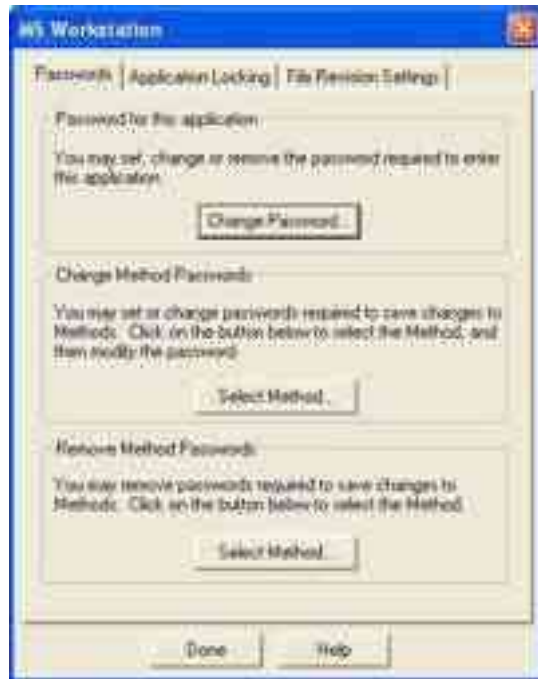 MS Workstation
Passwords Application Locking File Revision Settings
Password for this application
You may set, change or remove the password required to enter
this application.
Change Password...
Change Method Passwords
You may set or change passwords required to save changes to
Methods. Click on the button below to select the Method, and
then modify the password.
Select Method...
Remove Method Passwords
You may remove passwords required to save changes to
Methods. Click on the button below to select the Method.
Select Method...
Done Help